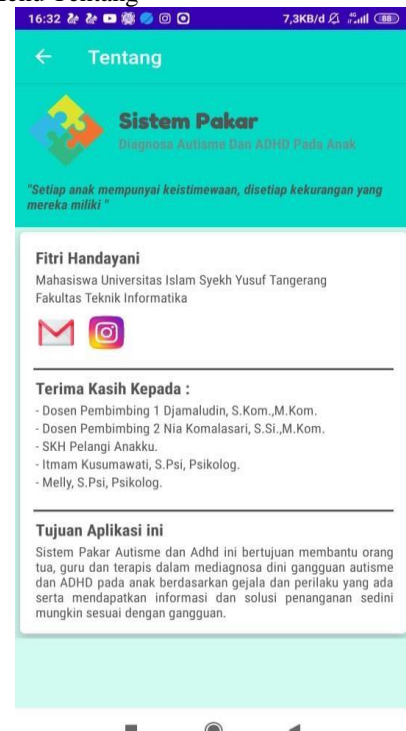 Menu Tentang
16:32 7,3KB/d 4G 88
Tentang
Sistem Pakar
Diagnosa Autisme Dan ADHD Pada Anak
"Setiap anak mempunyai keistimewaan, disetiap kekurangan yang
mereka miliki "
Fitri Handayani
Mahasiswa Universitas Islam Syekh Yusuf Tangerang
Fakultas Teknik Informatika
Terima Kasih Kepada :
- Dosen Pembimbing 1 Djamaludin, S.Kom.,M.Kom.
- Dosen Pembimbing 2 Nia Komalasari, S.Si.,M.Kom.
- SKH Pelangi Anakku.
- Itmam Kusumawati, S.Psi, Psikolog.
- Melly, S.Psi, Psikolog.
Tujuan Aplikasi ini
Sistem Pakar Autisme dan Adhd ini bertujuan membantu orang
tua, guru dan terapis dalam mediagnosa dini gangguan autisme
dan ADHD pada anak berdasarkan gejala dan perilaku yang ada
serta mendapatkan informasi dan solusi penanganan sedini
mungkin sesuai dengan gangguan.